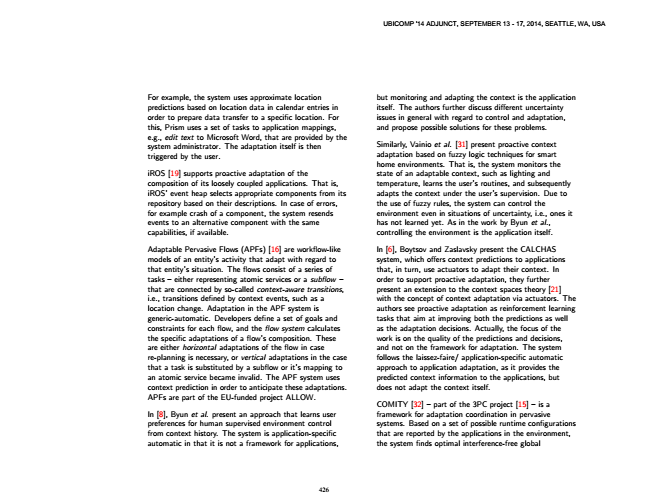 UBICOMP '14 ADJUNCT, SEPTEMBER 13 - 17, 2014, SEATTLE, WA, USA
For example, the system uses approximate location
predictions based on location data in calendar entries in
order to prepare data transfer to a specific location. For
this, Prism uses a set of tasks to application mappings,
e.g., edit text to Microsoft Word, that are provided by the
system administrator. The adaptation itself is then
triggered by the user.
iROS [19] supports proactive adaptation of the
composition of its loosely coupled applications. That is,
iROS' event heap selects appropriate components from its
repository based on their descriptions. In case of errors,
for example crash of a component, the system resends
events to an alternative component with the same
capabilities, if available.
Adaptable Pervasive Flows (APFs) [16] are workflow-like
models of an entity's activity that adapt with regard to
that entity's situation. The flows consist of a series of
tasks – either representing atomic services or a subflow –
that are connected by so-called context-aware transitions,
i.e., transitions defined by context events, such as a
location change. Adaptation in the APF system is
generic-automatic. Developers define a set of goals and
constraints for each flow, and the flow system calculates
the specific adaptations of a flow's composition. These
are either horizontal adaptations of the flow in case
re-planning is necessary, or vertical adaptations in the case
that a task is substituted by a subflow or it's mapping to
an atomic service became invalid. The APF system uses
context prediction in order to anticipate these adaptations.
APFs are part of the EU-funded project ALLOW.
In [8], Byun et al. present an approach that learns user
preferences for human supervised environment control
from context history. The system is application-specific
automatic in that it is not a framework for applications,
but monitoring and adapting the context is the application
itself. The authors further discuss different uncertainty
issues in general with regard to control and adaptation,
and propose possible solutions for these problems.
Similarly, Vainio et al. [31] present proactive context
adaptation based on fuzzy logic techniques for smart
home environments. That is, the system monitors the
state of an adaptable context, such as lighting and
temperature, learns the user's routines, and subsequently
adapts the context under the user's supervision. Due to
the use of fuzzy rules, the system can control the
environment even in situations of uncertainty, i.e., ones it
has not learned yet. As in the work by Byun et al.,
controlling the environment is the application itself.
In [6], Boytsov and Zaslavsky present the CALCHAS
system, which offers context predictions to applications
that, in turn, use actuators to adapt their context. In
order to support proactive adaptation, they further
present an extension to the context spaces theory [21]
with the concept of context adaptation via actuators. The
authors see proactive adaptation as reinforcement learning
tasks that aim at improving both the predictions as well
as the adaptation decisions. Actually, the focus of the
work is on the quality of the predictions and decisions,
and not on the framework for adaptation. The system
follows the laissez-faire/ application-specific automatic
approach to application adaptation, as it provides the
predicted context information to the applications, but
does not adapt the context itself.
COMITY [32] – part of the 3PC project [15] – is a
framework for adaptation coordination in pervasive
systems. Based on a set of possible runtime configurations
that are reported by the applications in the environment,
the system finds optimal interference-free global
426